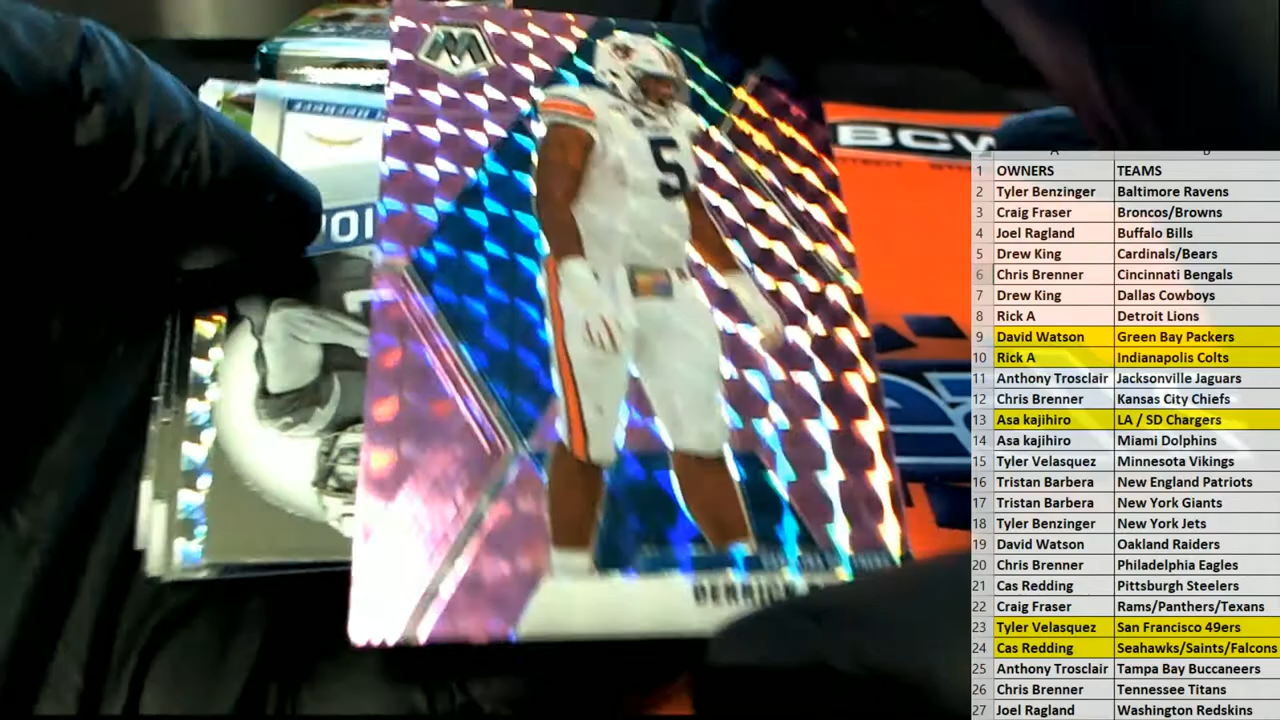 M
5
DERRICK
BCW
OWNERS TEAMS
1
2 Tyler Benzinger Baltimore Ravens
3 Craig Fraser Broncos/Browns
4 Joel Ragland Buffalo Bills
5 Drew King Cardinals/Bears
6 Chris Brenner Cincinnati Bengals
7 Drew King Dallas Cowboys
8 Rick A Detroit Lions
9 David Watson Green Bay Packers
10 Rick A Indianapolis Colts
11 Anthony Trosclair Jacksonville Jaguars
12 Chris Brenner Kansas City Chiefs
13 Asa kajihiro LA / SD Chargers
14 Asa kajihiro Miami Dolphins
15 Tyler Velasquez Minnesota Vikings
16 Tristan Barbera New England Patriots
17 Tristan Barbera New York Giants
18 Tyler Benzinger New York Jets
19 David Watson Oakland Raiders
20 Chris Brenner Philadelphia Eagles
21 Cas Redding Pittsburgh Steelers
22 Craig Fraser Rams/Panthers/Texans
23 Tyler Velasquez San Francisco 49ers
24 Cas Redding Seahawks/Saints/Falcons
25 Anthony Trosclair Tampa Bay Buccaneers
26 Chris Brenner Tennessee Titans
27 Joel Ragland Washington Redskins